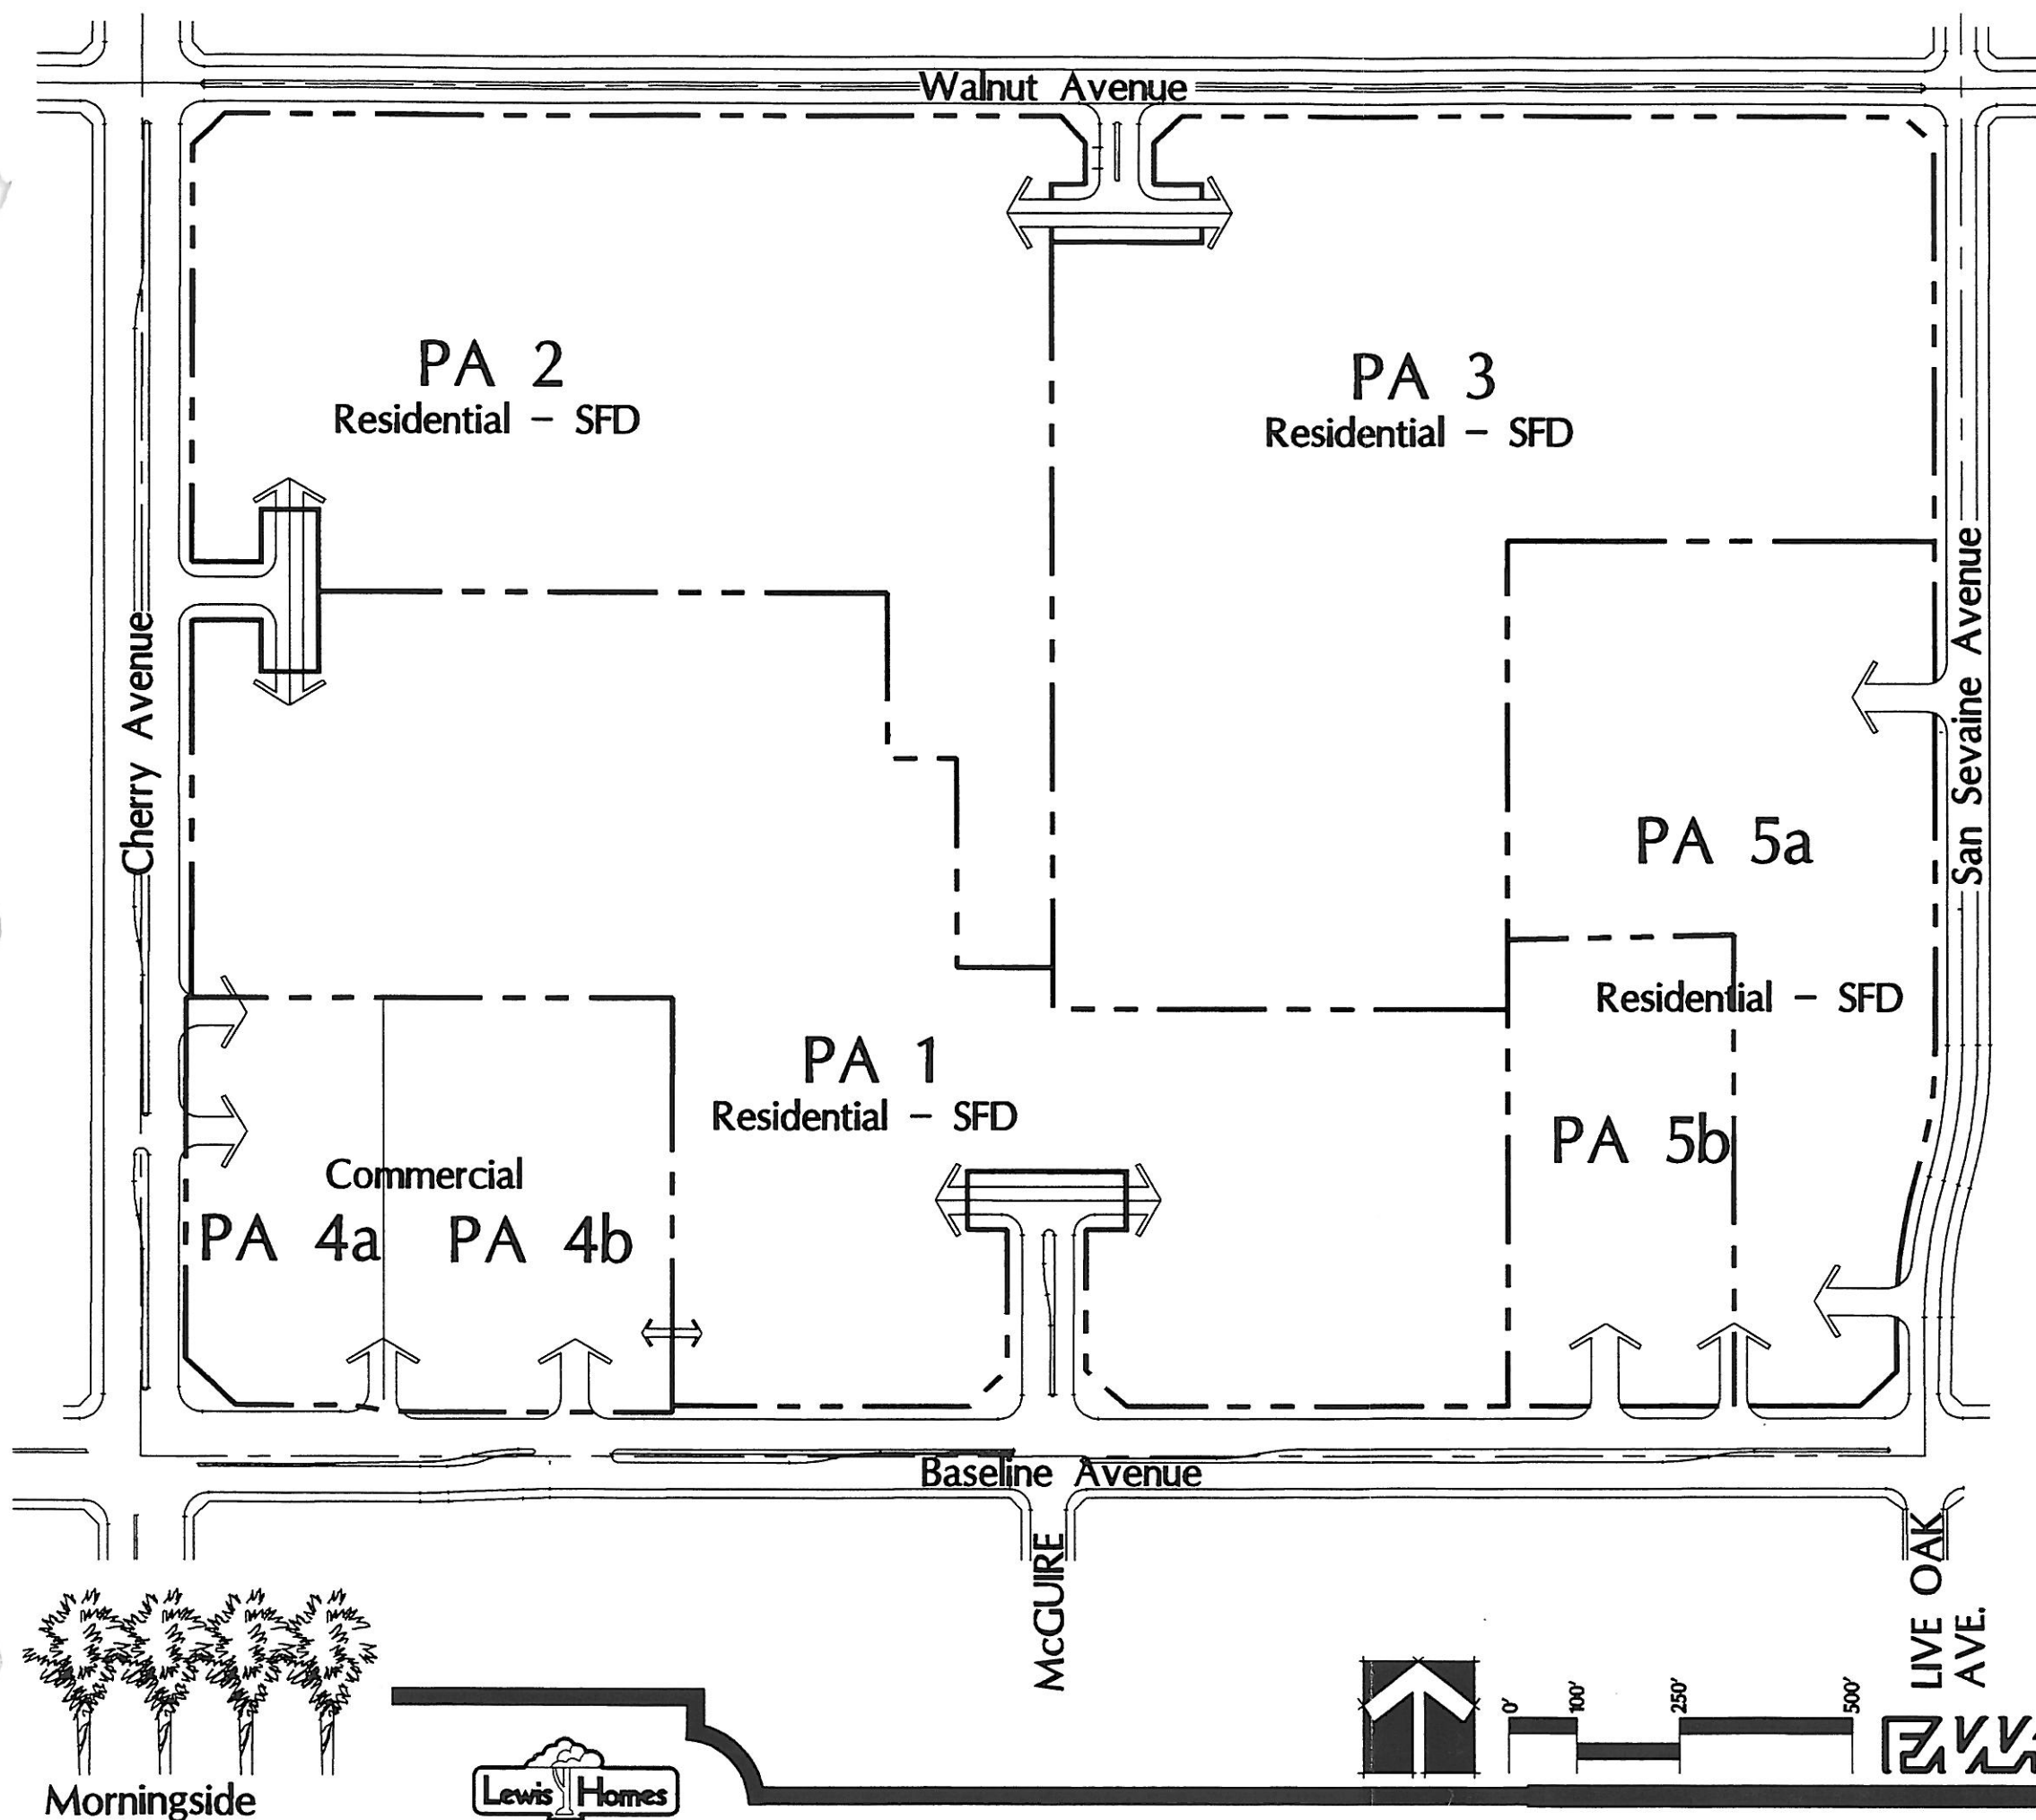 Walnut Avenue
PA 2
Residential - SFD
PA 3
Residential - SFD
Cherry Avenue
San Sevaine Avenue
PA 5a
Residential - SFD
PA 1
Residential - SFD
PA 5b
Commercial
PA 4a
PA 4b
Baseline Avenue
McGUIRE
LIVE OAK
AVE.
0'
100'
250'
500'
Lewis Homes
Morningside